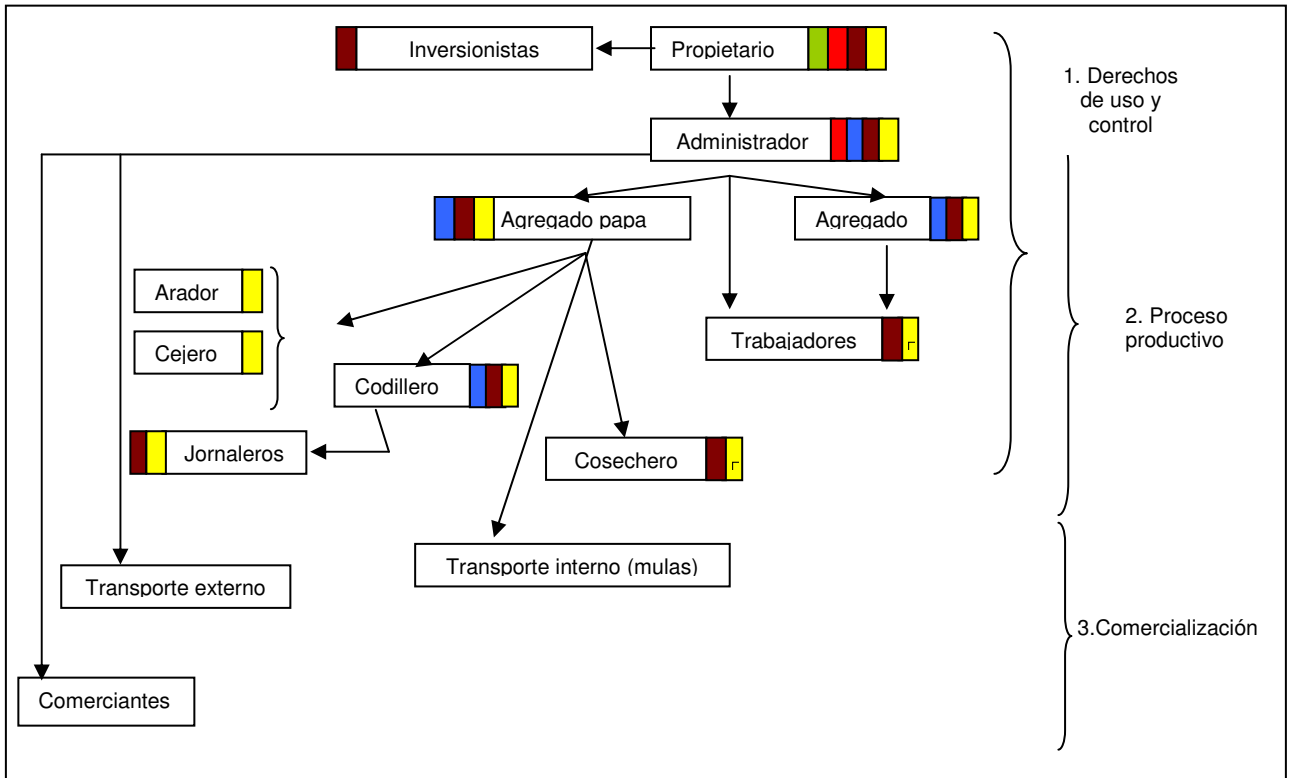 Inversionistas
Propietario
1. Derechos
de uso y
control
Administrador
Agregado papa
Agregado
Arador
Cejero
Trabajadores
2. Proceso
productivo
Codillero
Jornaleros
Cosechero
Transporte interno (mulas)
Transporte externo
3.Comercialización
Comerciantes